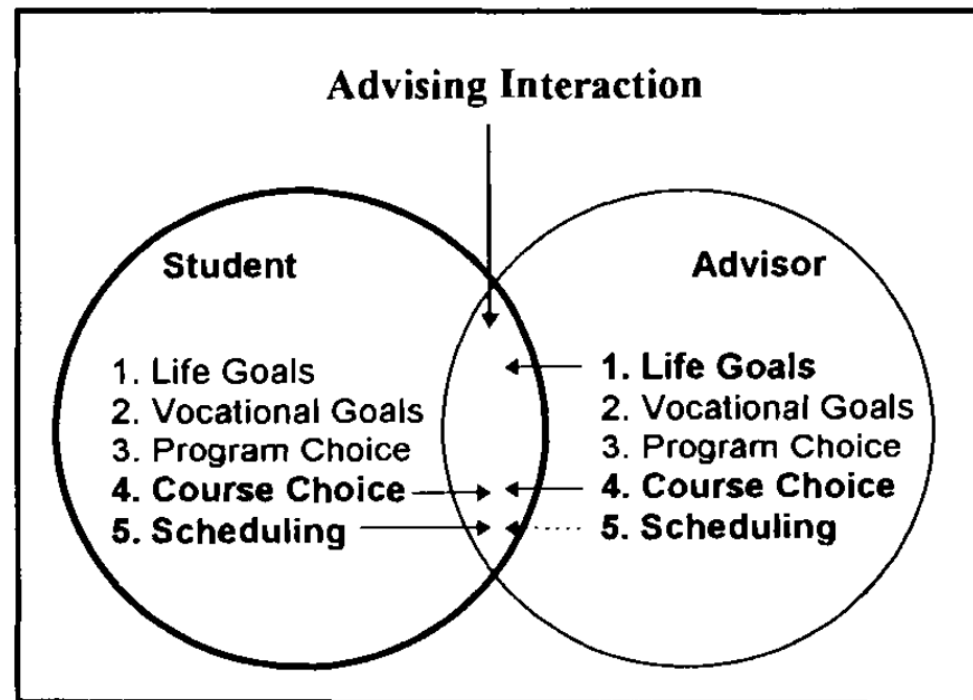 Advising Interaction
Student
1. Life Goals
2. Vocational Goals
3. Program Choice
4. Course Choice
5. Scheduling
Advisor
1. Life Goals
2. Vocational Goals
3. Program Choice
4. Course Choice
5. Scheduling